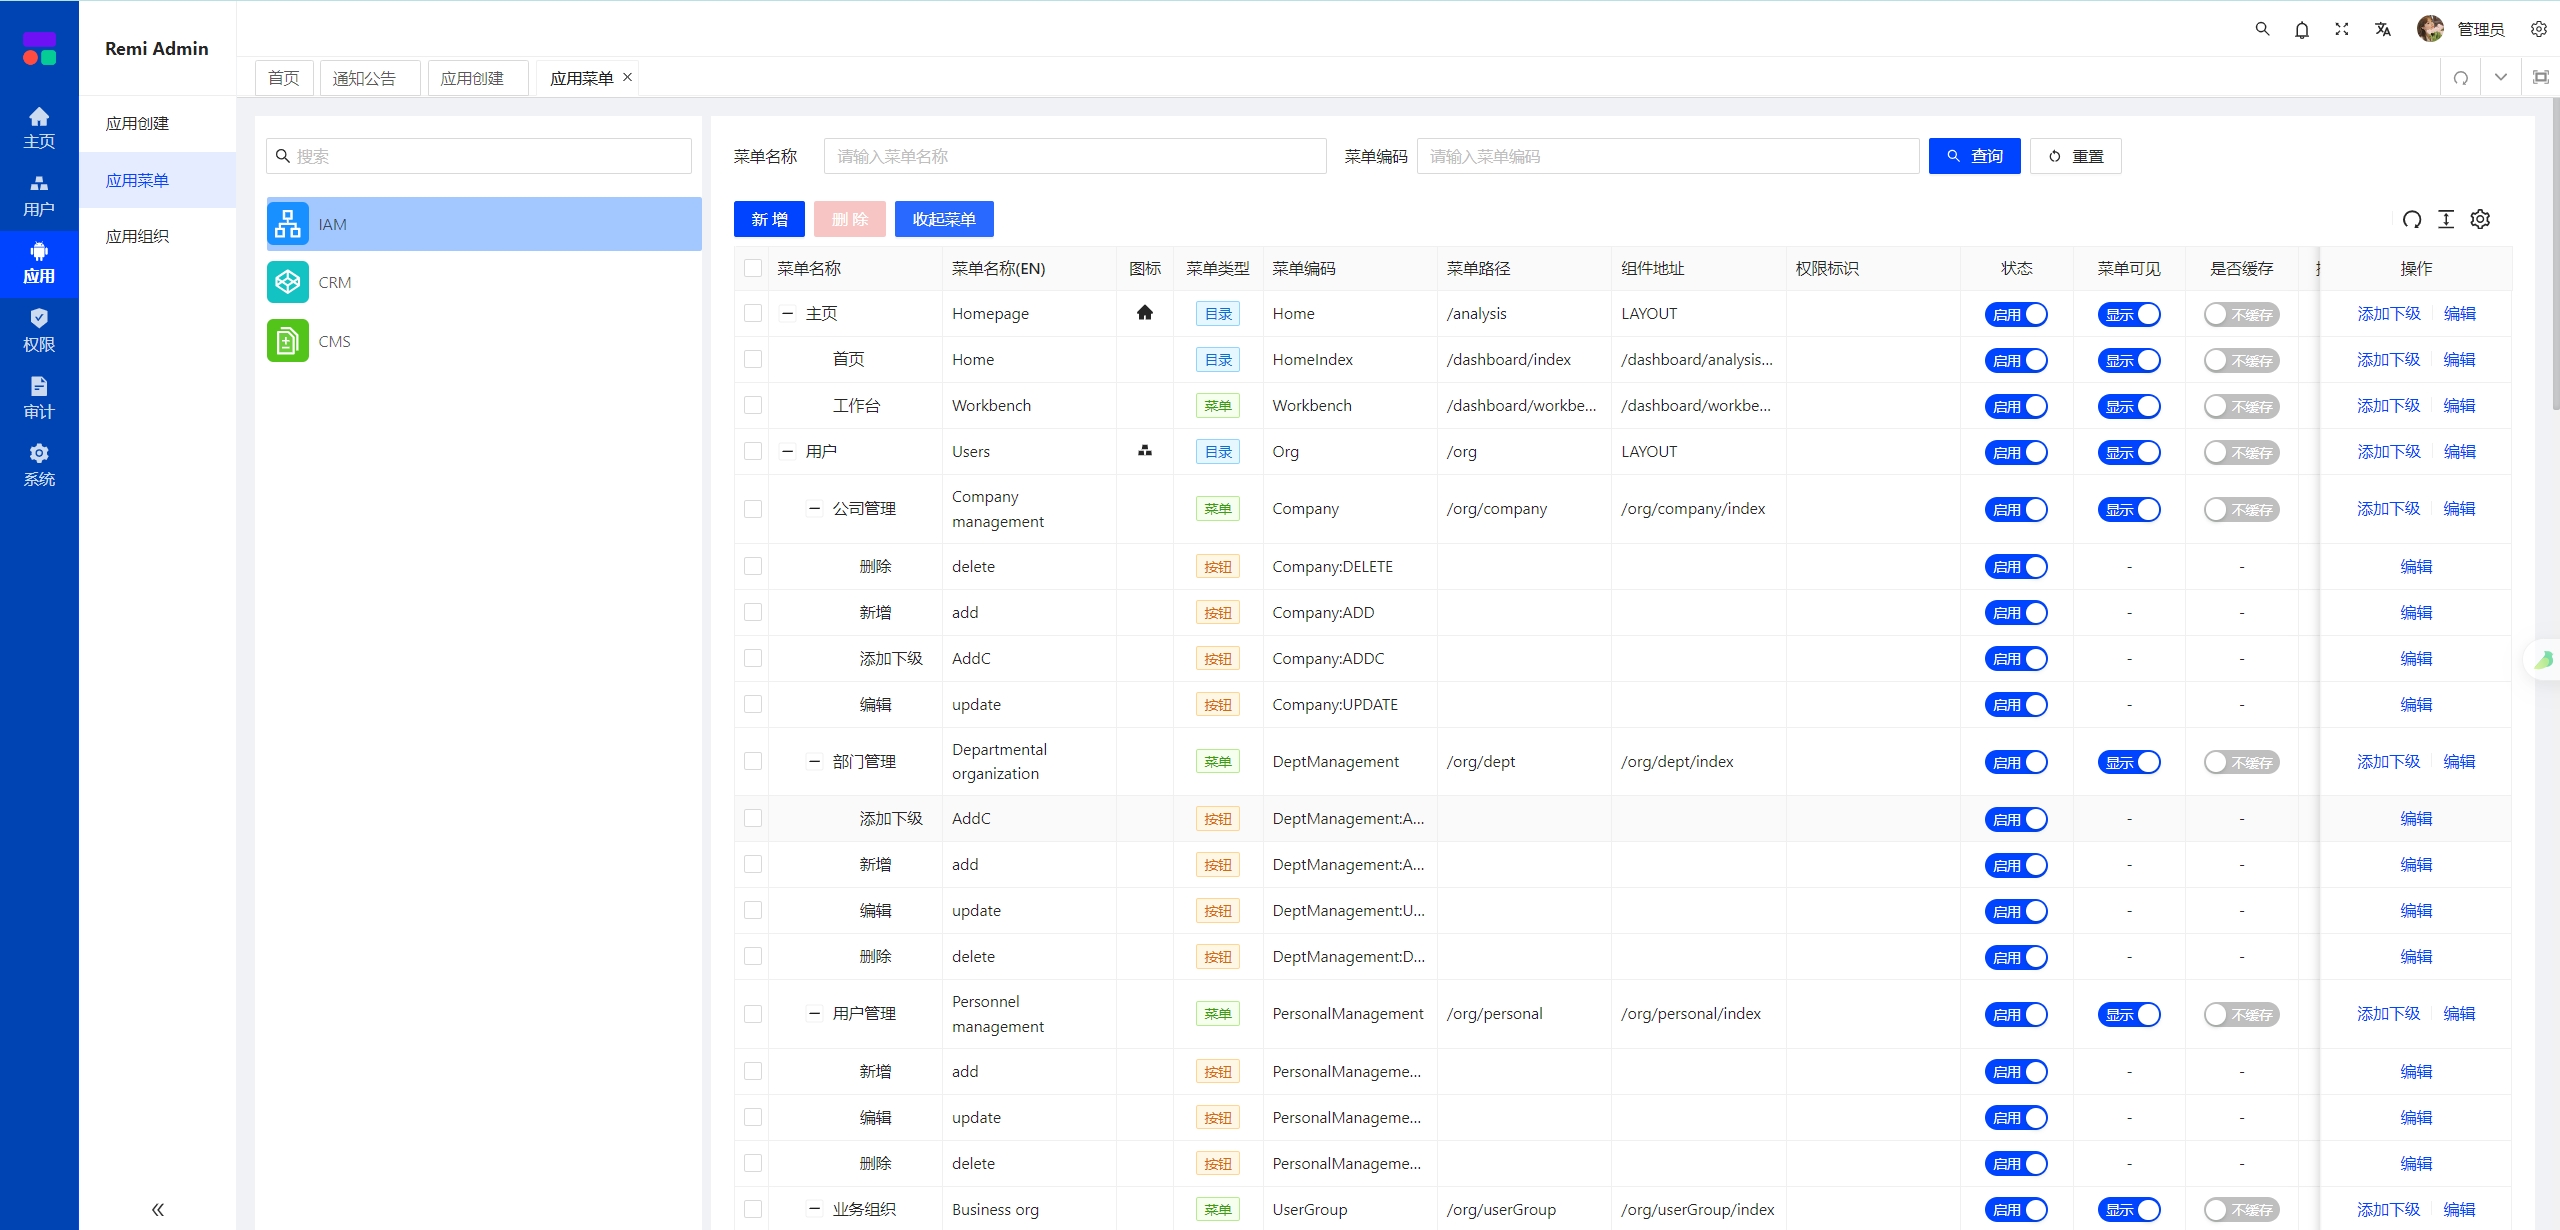 Remi Admin
管理员
首页
通知公告
应用创建
应用菜单
主页
用户
应用
权限
审计
系统
应用创建
应用菜单
应用组织
搜索
IAM
CRM
CMS
菜单名称 请输入菜单名称 菜单编码 请输入菜单编码 查询 重置
新 增 删 除 收起菜单
菜单名称 菜单名称(EN) 图标 菜单类型 菜单编码 菜单路径 组件地址 权限标识 状态 菜单可见 是否缓存 操作
主页 Homepage 目录 Home /analysis LAYOUT 启用 显示 不缓存 添加下级 编辑
首页 Home 目录 HomeIndex /dashboard/index /dashboard/analysis... 启用 显示 不缓存 添加下级 编辑
工作台 Workbench 菜单 Workbench /dashboard/workbe... /dashboard/workbe... 启用 显示 不缓存 添加下级 编辑
用户 Users 目录 Org /org LAYOUT 启用 显示 不缓存 添加下级 编辑
公司管理 Company management 菜单 Company /org/company /org/company/index 启用 显示 不缓存 添加下级 编辑
删除 delete 按钮 Company:DELETE 启用 - - 编辑
新增 add 按钮 Company:ADD 启用 - - 编辑
添加下级 AddC 按钮 Company:ADDC 启用 - - 编辑
编辑 update 按钮 Company:UPDATE 启用 - - 编辑
部门管理 Departmental organization 菜单 DeptManagement /org/dept /org/dept/index 启用 显示 不缓存 添加下级 编辑
添加下级 AddC 按钮 DeptManagement:A... 启用 - - 编辑
新增 add 按钮 DeptManagement:A... 启用 - - 编辑
编辑 update 按钮 DeptManagement:U... 启用 - - 编辑
删除 delete 按钮 DeptManagement:D... 启用 - - 编辑
用户管理 Personnel management 菜单 PersonalManagement /org/personal /org/personal/index 启用 显示 不缓存 添加下级 编辑
新增 add 按钮 PersonalManageme... 启用 - - 编辑
编辑 update 按钮 PersonalManageme... 启用 - - 编辑
删除 delete 按钮 PersonalManageme... 启用 - - 编辑
业务组织 Business org 菜单 UserGroup /org/userGroup /org/userGroup/index 启用 显示 不缓存 添加下级 编辑